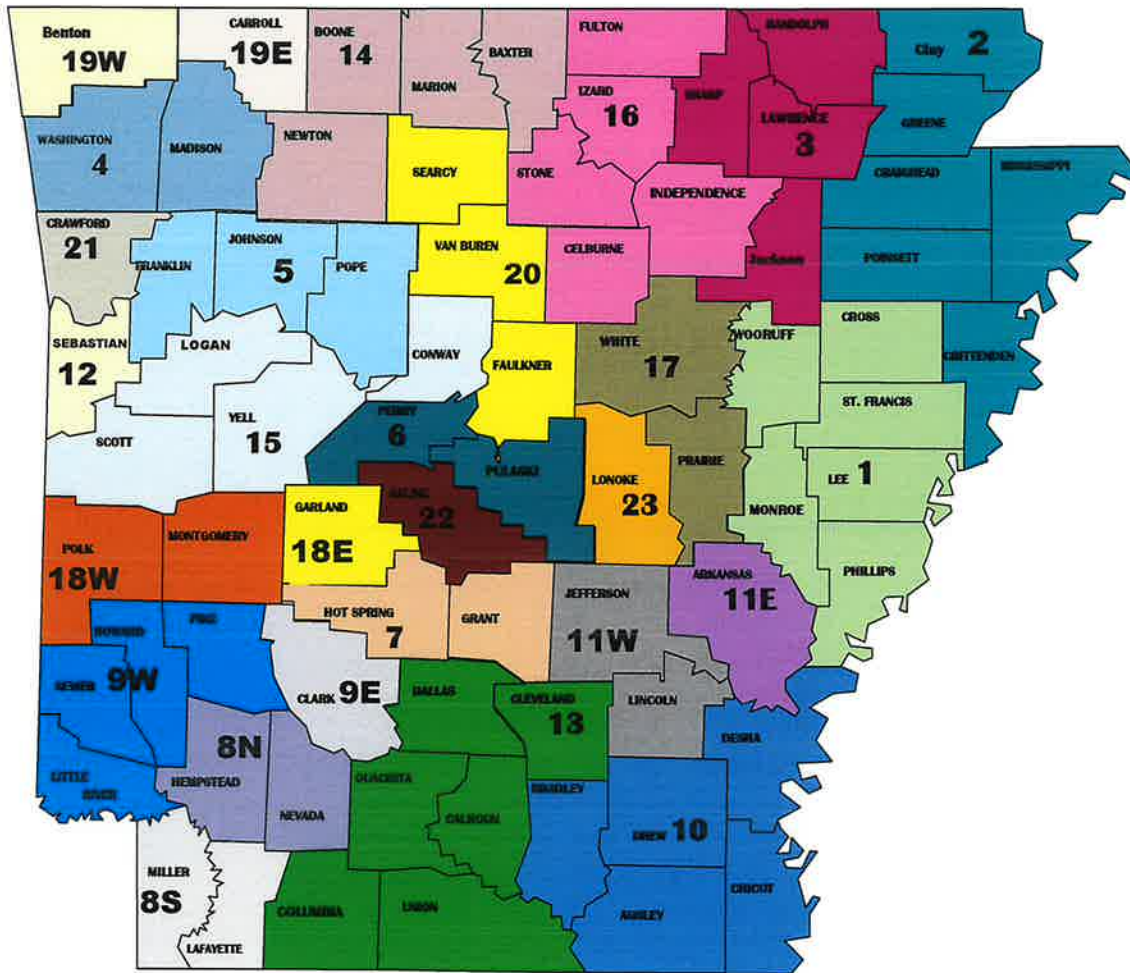 Benton
19W
CARROLL
19E
BOONE
14
MARION
BAXTER
FULTON
RANDOLPH
Clay 2
IZARD
16
SHARP
LAWRENCE
3
GREENE
WASHINGTON
4
MADISON
NEWTON
SEARCY
STONE
INDEPENDENCE
CRAIGHEAD
MISSISSIPPI
CRAWFORD
21
FRANKLIN
JOHNSON
5
POPE
VAN BUREN
20
CELBURNE
Jackson
POINSETT
SEBASTIAN
12
LOGAN
CONWAY
FAULKNER
WHITE
17
WOORUFF
CROSS
CRITTENDEN
SCOTT
YELL
15
PERRY
6
PULASKI
LONOKE
23
PRAIRIE
MONROE
ST. FRANCIS
LEE 1
PHILLIPS
POLK
18W
MONTGOMERY
GARLAND
18E
SALINE
22
HOT SPRING
7
GRANT
JEFFERSON
11W
ARKANSAS
11E
HOWARD
PIKE
SEVIER
9W
CLARK 9E
DALLAS
CLEVELAND
13
LINCOLN
DESHA
LITTLE
RIVER
8N
HEMPSTEAD
NEVADA
OUACHITA
CALHOUN
BRADLEY
DREW 10
CHICOT
MILLER
8S
LAFAYETTE
COLUMBIA
UNION
ASHLEY